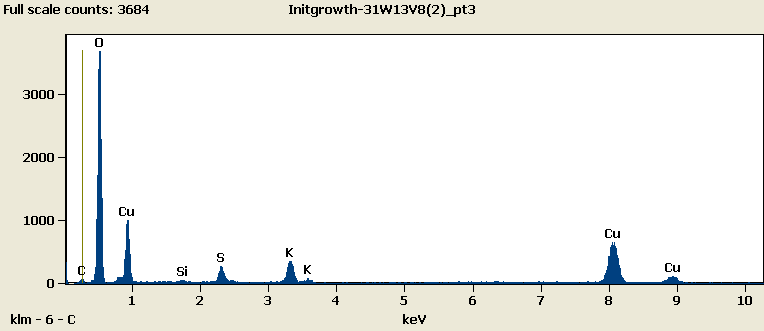 Full scale counts: 3684 Initgrowth-31W13V8(2)_pt3
O
3000
2000
Cu
1000
Cu
K
S
C Si K Cu
0
1 2 3 4 5 6 7 8 9 10
klm - 6 - C keV